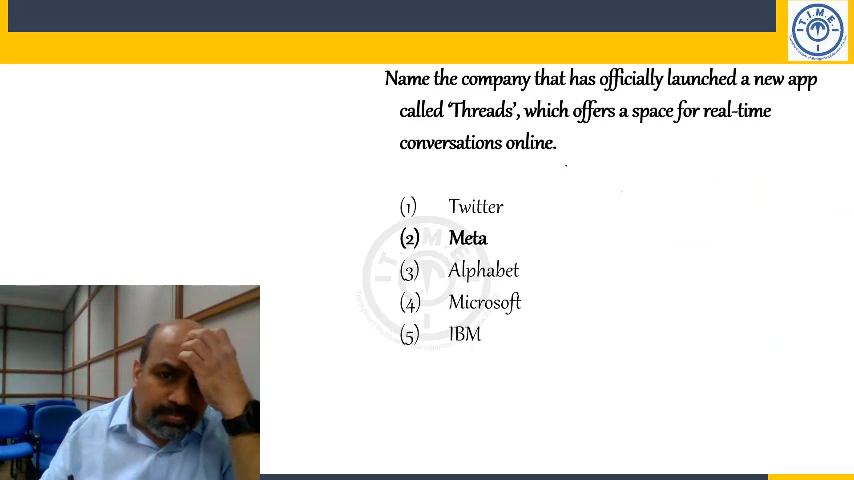 T.I.M.E.
Name the company that has officially launched a new app
called ‘Threads’, which offers a space for real-time
conversations online.
(1) Twitter
(2) Meta
(3) Alphabet
(4) Microsoft
(5) IBM